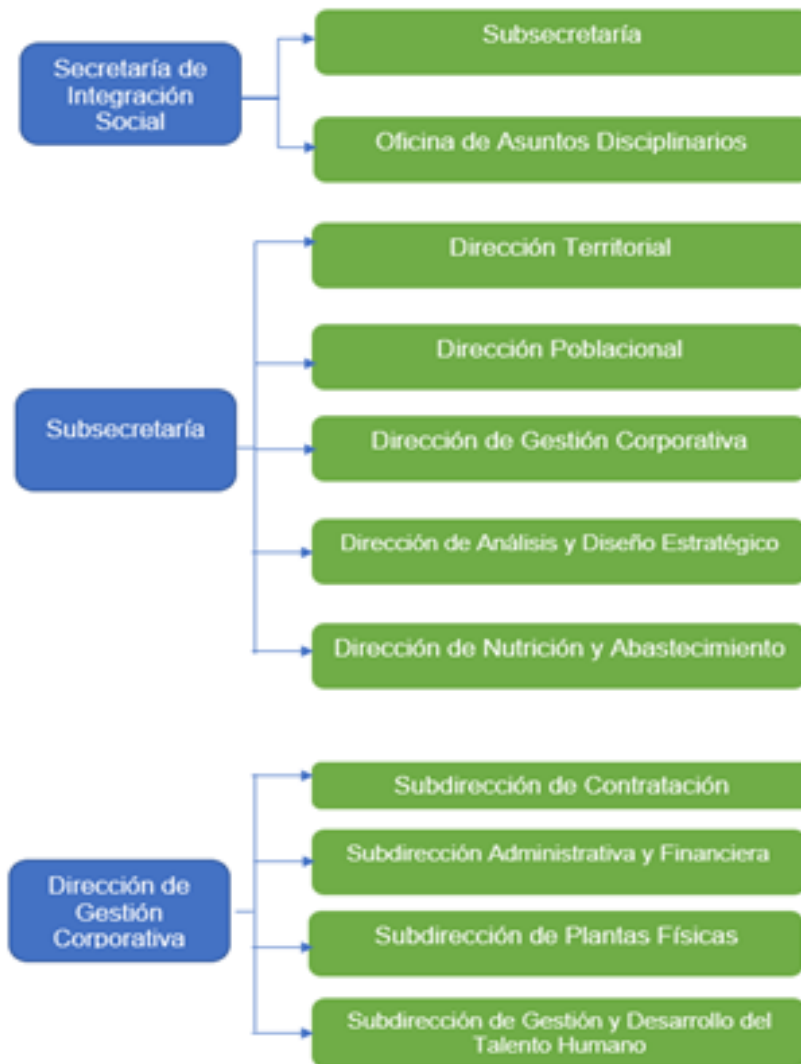 Secretaría de
Integración
Social
Subsecretaría
Oficina de Asuntos Disciplinarios
Subsecretaría
Dirección Territorial
Dirección Poblacional
Dirección de Gestión Corporativa
Dirección de Análisis y Diseño Estratégico
Dirección de Nutrición y Abastecimiento
Dirección de
Gestión
Corporativa
Subdirección de Contratación
Subdirección Administrativa y Financiera
Subdirección de Plantas Físicas
Subdirección de Gestión y Desarrollo del
Talento Humano